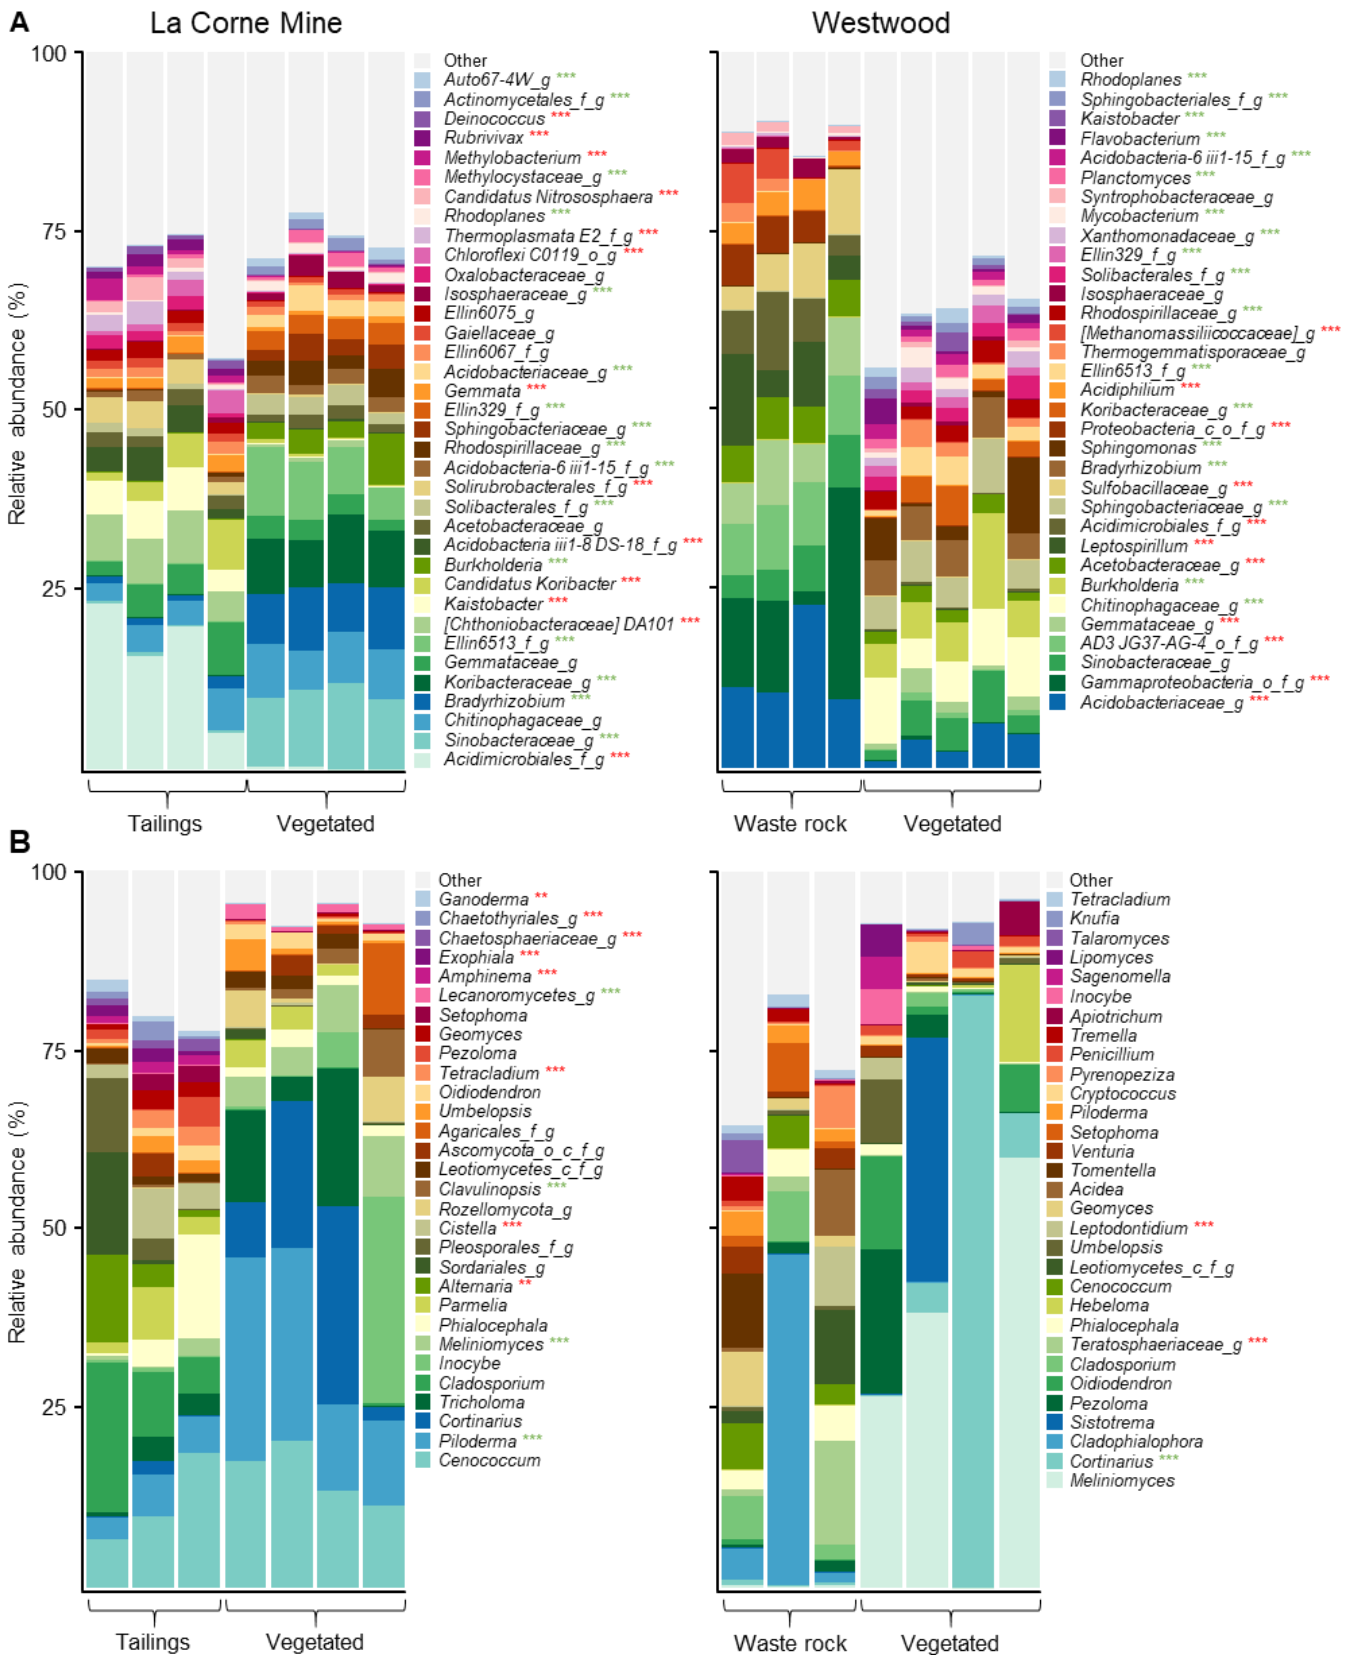 A
La Corne Mine
Westwood
Relative abundance (%)
100
75
50
25
Other
Auto67-4W_g ***
Actinomycetales_f_g ***
Deinococcus ***
Rubrivivax ***
Methylobacterium ***
Methylocystaceae_g ***
Candidatus Nitrososphaera ***
Rhodoplanes ***
Thermoplasmata E2_f_g ***
Chloroflexi C0119_o_g ***
Oxalobacteraceae_g
Isosphaeraceae_g ***
Ellin6075_g
Gaiellaceae_g
Ellin6067_f_g
Acidobacteriaceae_g ***
Gemmata ***
Ellin329_f_g ***
Sphingobacteriaceae_g ***
Rhodospirillaceae_g ***
Acidobacteria-6 iii1-15_f_g ***
Solirubrobacterales_f_g ***
Solibacterales_f_g ***
Acetobacteraceae_g
Acidobacteria iii1-8 DS-18_f_g ***
Burkholderia ***
Candidatus Koribacter ***
Kaistobacter ***
[Chthoniobacteraceae] DA101 ***
Ellin6513_f_g ***
Gemmataceae_g
Koribacteraceae_g ***
Bradyrhizobium ***
Chitinophagaceae_g
Sinobacteraceae_g ***
Acidimicrobiales_f_g ***
Tailings
Vegetated
Other
Rhodoplanes ***
Sphingobacteriales_f_g ***
Kaistobacter ***
Flavobacterium ***
Acidobacteria-6 iii1-15_f_g ***
Planctomyces ***
Syntrophobacteraceae_g
Mycobacterium ***
Xanthomonadaceae_g ***
Ellin329_f_g ***
Solibacterales_f_g ***
Isosphaeraceae_g
Rhodospirillaceae_g ***
[Methanomassiliicoccaceae]_g ***
Thermogemmatisporaceae_g
Ellin6513_f_g ***
Acidiphilium ***
Koribacteraceae_g ***
Proteobacteria_c_o_f_g ***
Sphingomonas ***
Bradyrhizobium ***
Sulfobacillaceae_g ***
Sphingobacteriaceae_g ***
Acidimicrobiales_f_g ***
Leptospirillum ***
Acetobacteraceae_g ***
Burkholderia ***
Chitinophagaceae_g ***
Gemmataceae_g ***
AD3 JG37-AG-4_o_f_g ***
Sinobacteraceae_g
Gammaproteobacteria_o_f_g ***
Acidobacteriaceae_g ***
Waste rock
Vegetated
B
Relative abundance (%)
100
75
50
25
Other
Ganoderma **
Chaetothyriales_g ***
Chaetosphaeriaceae_g ***
Exophiala ***
Amphinema ***
Lecanoromycetes_g ***
Setophoma
Geomyces
Pezoloma
Tetracladium ***
Oidiodendron
Umbelopsis
Agaricales_f_g
Ascomycota_o_c_f_g
Leotiomycetes_c_f_g
Clavulinopsis ***
Rozellomycota_g
Cistella ***
Pleosporales_f_g
Sordariales_g
Alternaria **
Parmelia
Phialocephala
Meliniomyces ***
Inocybe
Cladosporium
Tricholoma
Cortinarius
Piloderma ***
Cenococcum
Tailings
Vegetated
Other
Tetracladium
Knufia
Talaromyces
Lipomyces
Sagenomella
Inocybe
Apiotrichum
Tremella
Penicillium
Pyrenopeziza
Cryptococcus
Piloderma
Setophoma
Venturia
Tomentella
Acidea
Geomyces
Leptodontidium ***
Umbelopsis
Leotiomycetes_c_f_g
Cenococcum
Hebeloma
Phialocephala
Teratosphaeriaceae_g ***
Cladosporium
Oidiodendron
Pezoloma
Sistotrema
Cladophialophora
Cortinarius ***
Meliniomyces
Waste rock
Vegetated